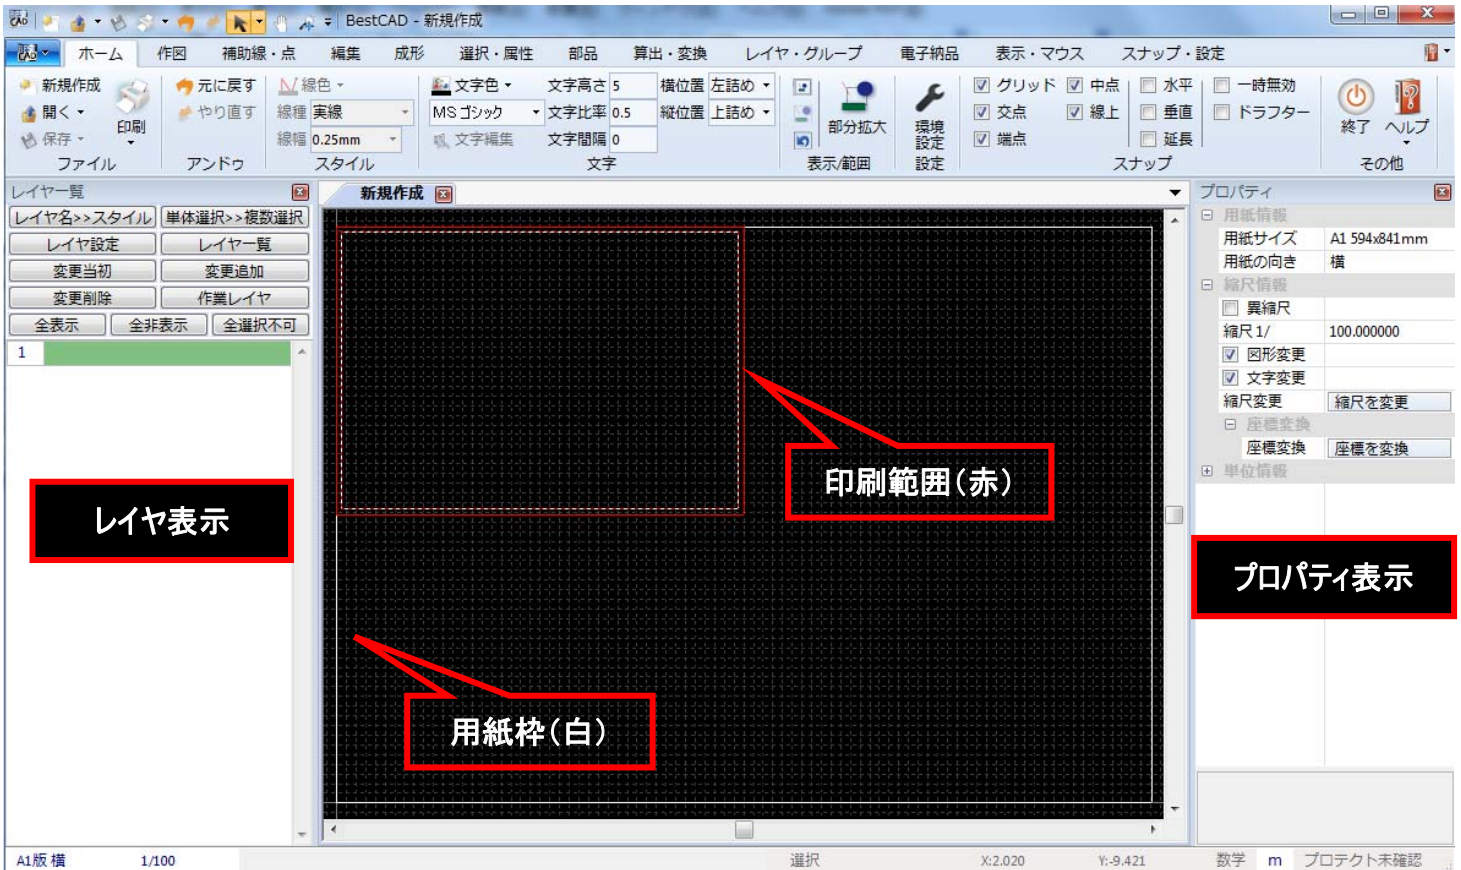 BestCAD - 新規作成
ホーム 作図 補助線・点 編集 成形 選択・属性 部品 算出・変換 レイヤ・グループ 電子納品 表示・マウス スナップ・設定
新規作成
開く
保存
印刷
ファイル
元に戻す
やり直す
アンドゥ
線色
線種 実線
線幅 0.25mm
スタイル
文字色
MS ゴシック
文字編集
文字高さ 5
文字比率 0.5
文字間隔 0
横位置 左詰め
縦位置 上詰め
文字
部分拡大
表示/範囲
環境
設定
設定
グリッド 中点 水平
交点 線上 垂直
端点 延長
一時無効
ドラフター
スナップ
終了
ヘルプ
その他
レイヤ一覧
レイヤ名>>スタイル 単体選択>>複数選択
レイヤ設定 レイヤ一覧
変更当初 変更追加
変更削除 作業レイヤ
全表示 全非表示 全選択不可
1
レイヤ表示
新規作成
印刷範囲(赤)
用紙枠(白)
プロパティ
用紙情報
用紙サイズ A1 594x841mm
用紙の向き 横
縮尺情報
異縮尺
縮尺 1/ 100.000000
図形変更
文字変更
縮尺変更 縮尺を変更
座標変換
座標変換 座標を変換
単位情報
プロパティ表示
A1版 横 1/100 選択 X:2.020 Y:-9.421 数学 m プロテクト未確認